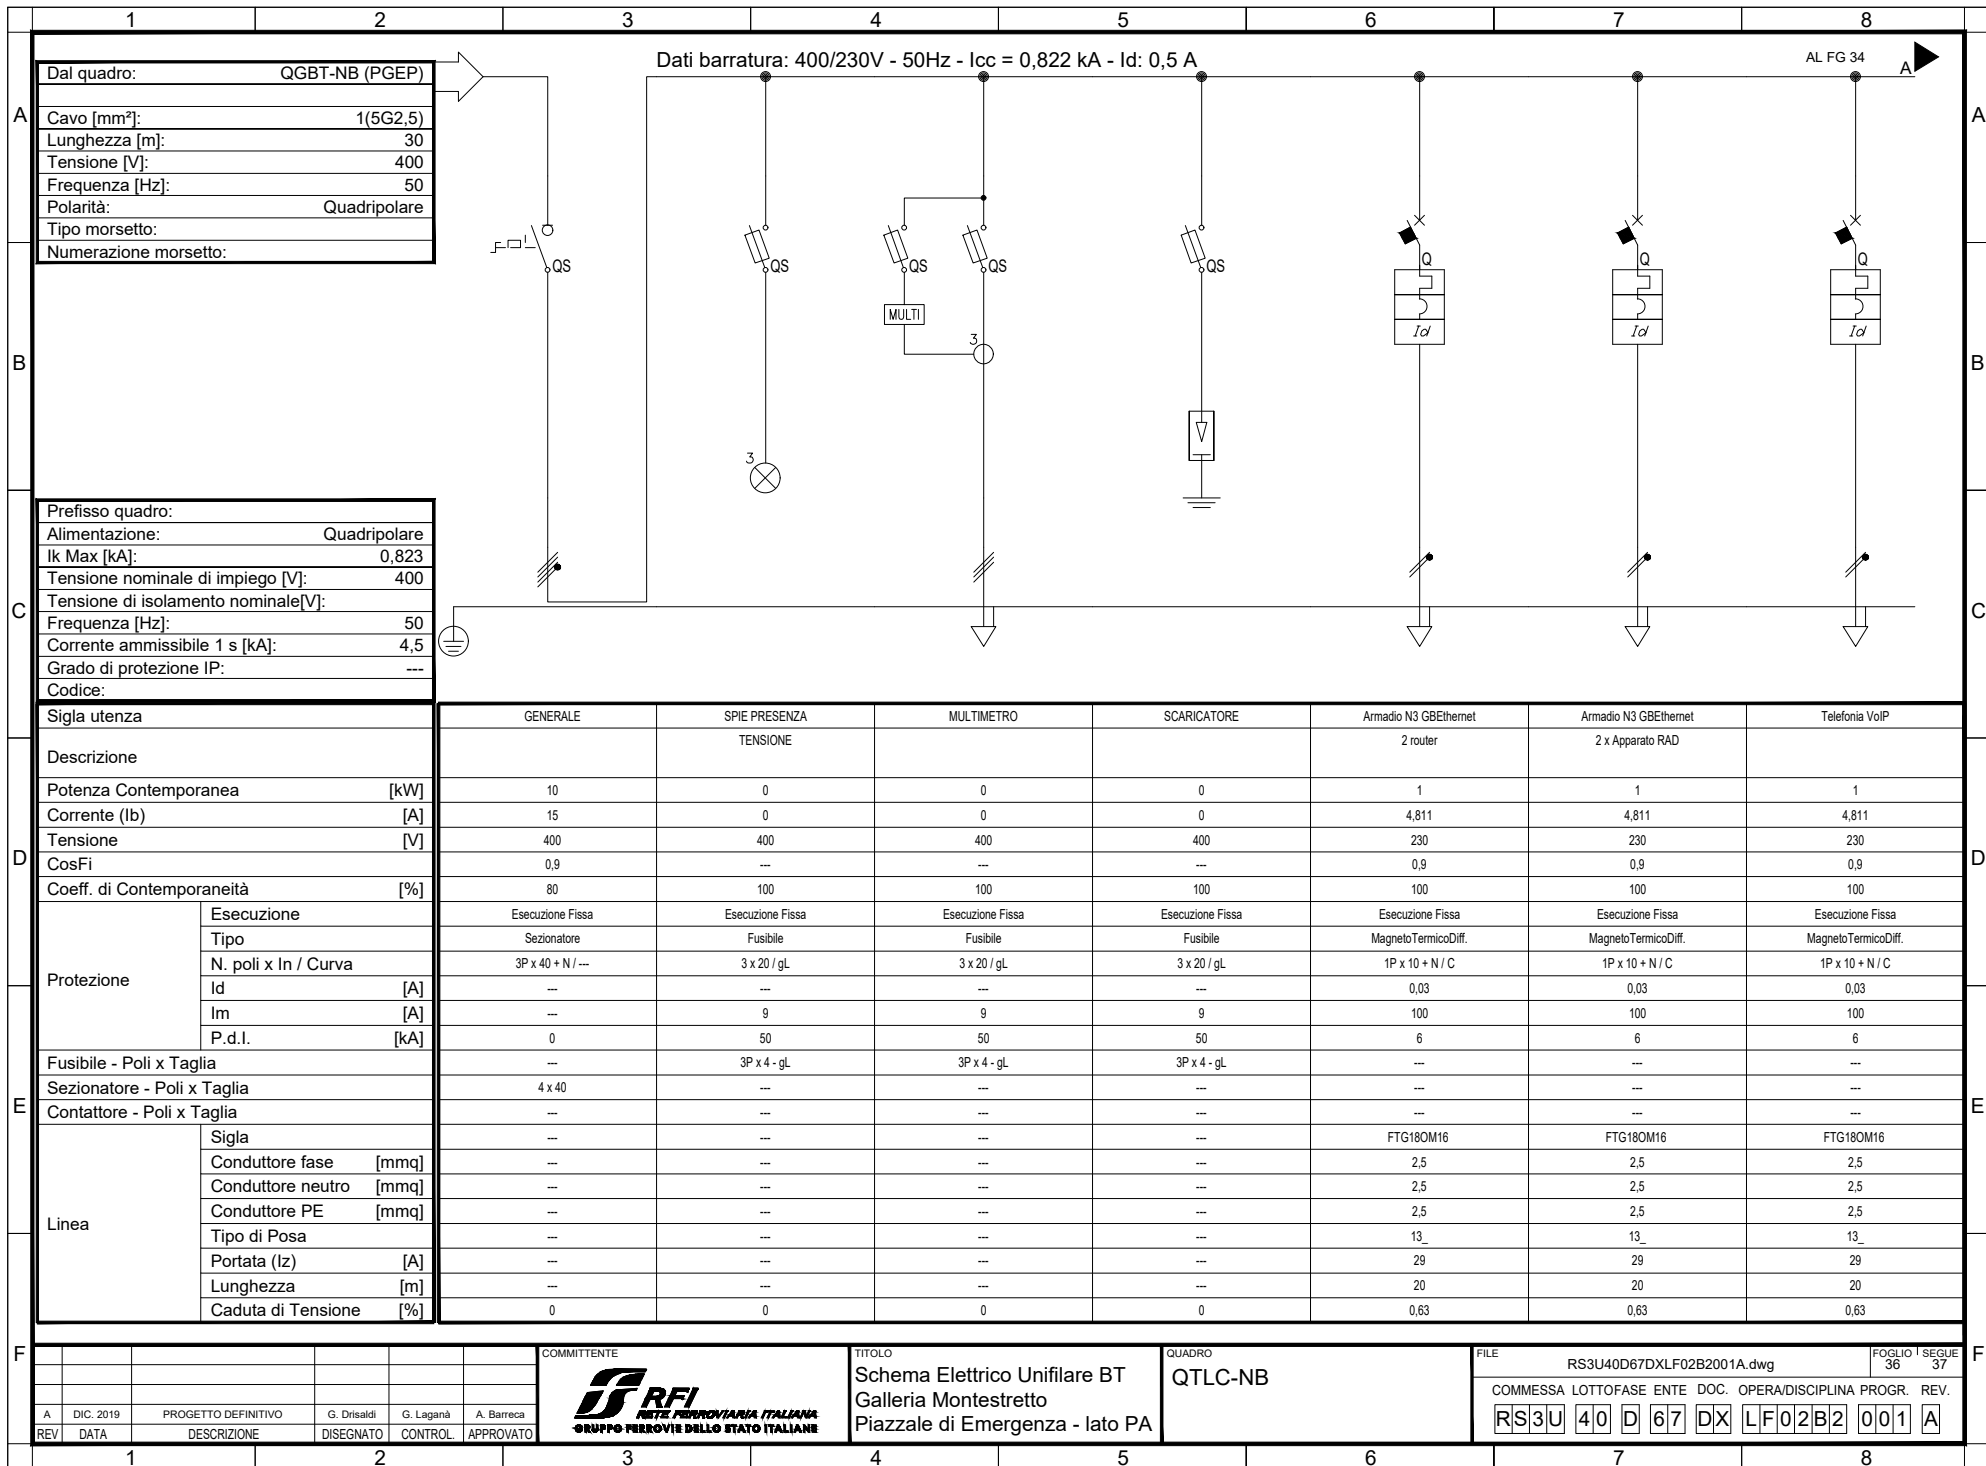 1 2 3 4 5 6 7 8
Dati barratura: 400/230V - 50Hz - Icc = 0,822 kA - Id: 0,5 A
AL FG 34 A
Dal quadro: QGBT-NB (PGEP)
Cavo [mm²]: 1(5G2,5)
Lunghezza [m]: 30
Tensione [V]: 400
Frequenza [Hz]: 50
Polarità: Quadripolare
Tipo morsetto:
Numerazione morsetto:
A A
QS QS QS QS QS Q Q Q
MULTI
3
Id Id Id
B B
3
Prefisso quadro:
Alimentazione: Quadripolare
Ik Max [kA]: 0,823
Tensione nominale di impiego [V]: 400
Tensione di isolamento nominale[V]:
Frequenza [Hz]: 50
Corrente ammissibile 1 s [kA]: 4,5
Grado di protezione IP: ---
Codice:
C C
Sigla utenza GENERALE SPIE PRESENZA MULTIMETRO SCARICATORE Armadio N3 GBEthernet Armadio N3 GBEthernet Telefonia VoIP
Descrizione TENSIONE 2 router 2 x Apparato RAD
Potenza Contemporanea [kW] 10 0 0 0 1 1 1
Corrente (Ib) [A] 15 0 0 0 4,811 4,811 4,811
Tensione [V] 400 400 400 400 230 230 230
CosFi 0,9 --- --- --- 0,9 0,9 0,9
Coeff. di Contemporaneità [%] 80 100 100 100 100 100 100
D D
Protezione
Esecuzione Esecuzione Fissa Esecuzione Fissa Esecuzione Fissa Esecuzione Fissa Esecuzione Fissa Esecuzione Fissa Esecuzione Fissa
Tipo Sezionatore Fusibile Fusibile Fusibile MagnetoTermicoDiff. MagnetoTermicoDiff. MagnetoTermicoDiff.
N. poli x In / Curva 3P x 40 + N / --- 3 x 20 / gL 3 x 20 / gL 3 x 20 / gL 1P x 10 + N / C 1P x 10 + N / C 1P x 10 + N / C
Id [A] --- --- --- --- 0,03 0,03 0,03
Im [A] --- 9 9 9 100 100 100
P.d.I. [kA] 0 50 50 50 6 6 6
Fusibile - Poli x Taglia --- 3P x 4 - gL 3P x 4 - gL 3P x 4 - gL --- --- ---
Sezionatore - Poli x Taglia 4 x 40 --- --- --- --- --- ---
Contattore - Poli x Taglia --- --- --- --- --- --- ---
E E
Linea
Sigla --- --- --- --- FTG18OM16 FTG18OM16 FTG18OM16
Conduttore fase [mmq] --- --- --- --- 2,5 2,5 2,5
Conduttore neutro [mmq] --- --- --- --- 2,5 2,5 2,5
Conduttore PE [mmq] --- --- --- --- 2,5 2,5 2,5
Tipo di Posa --- --- --- --- 13_ 13_ 13_
Portata (Iz) [A] --- --- --- --- 29 29 29
Lunghezza [m] --- --- --- --- 20 20 20
Caduta di Tensione [%] 0 0 0 0 0,63 0,63 0,63
F F
A DIC. 2019 PROGETTO DEFINITIVO G. Drisaldi G. Laganà A. Barreca
REV DATA DESCRIZIONE DISEGNATO CONTROL. APPROVATO
COMMITTENTE
RFI
RETE FERROVIARIA ITALIANA
GRUPPO FERROVIE DELLO STATO ITALIANE
TITOLO
Schema Elettrico Unifilare BT
Galleria Montestretto
Piazzale di Emergenza - lato PA
QUADRO
QTLC-NB
FILE
RS3U40D67DXLF02B2001A.dwg
FOGLIO SEGUE
36 37
COMMESSA LOTTO FASE ENTE DOC. OPERA/DISCIPLINA PROGR. REV.
RS3U 40 D 67 DX LF02B2 001 A
1 2 3 4 5 6 7 8